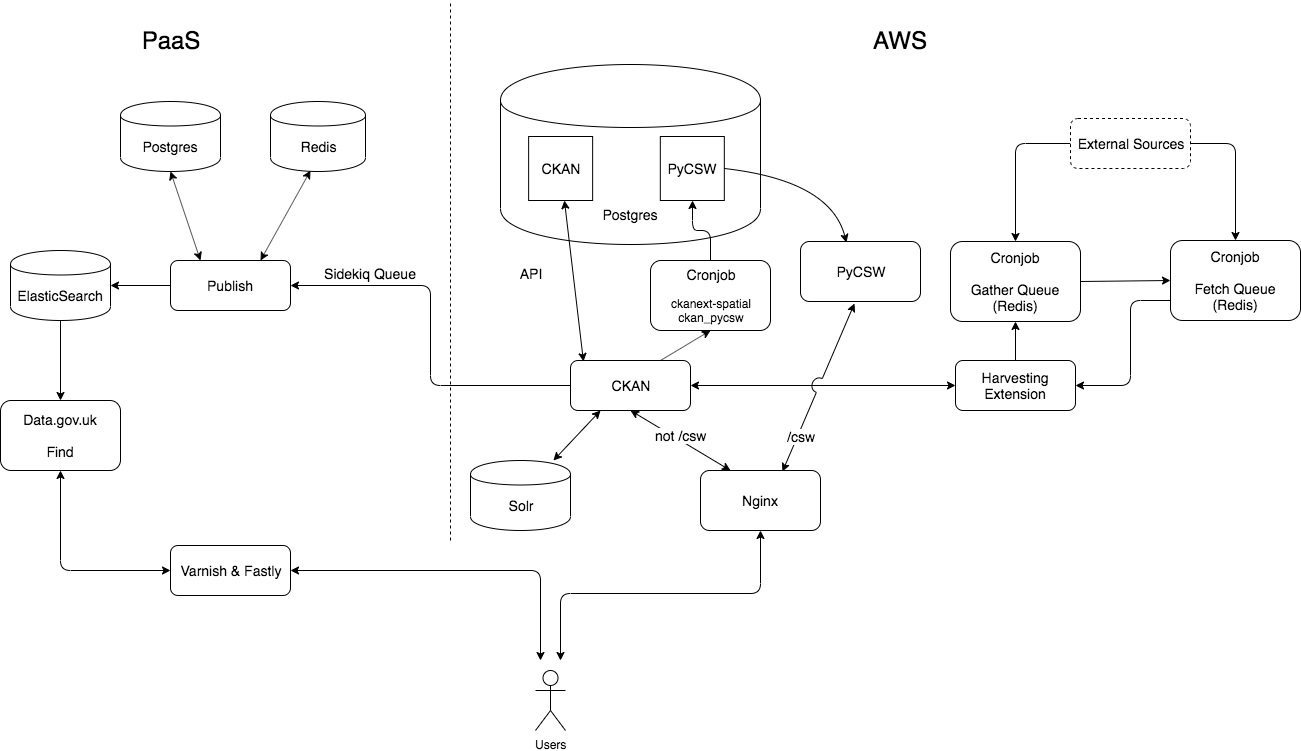 PaaS
AWS
Postgres
Redis
CKAN
PyCSW
Postgres
External Sources
ElasticSearch
Publish
Sidekiq Queue
API
Cronjob
ckanext-spatial
ckan_pycsw
PyCSW
Cronjob
Gather Queue
(Redis)
Cronjob
Fetch Queue
(Redis)
CKAN
Harvesting
Extension
Data.gov.uk
Find
not /csw
/csw
Solr
Nginx
Varnish & Fastly
Users